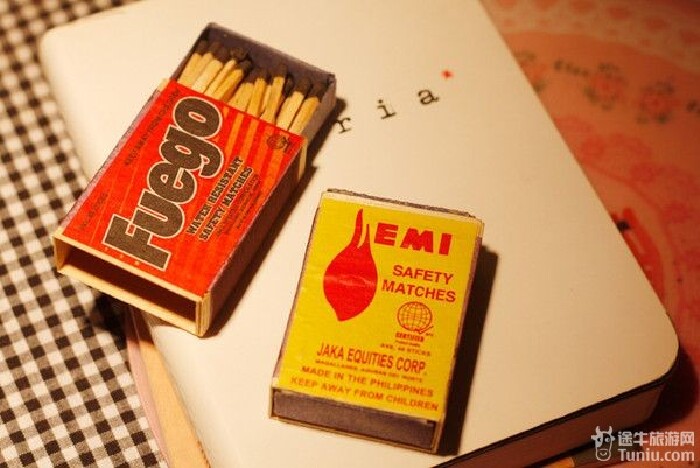 Fuego
WATER RESISTANT
SAFETY MATCHES
ria*
EMI
SAFETY
MATCHES
JAKA EQUITIES CORP.
MADE IN THE PHILIPPINES
KEEP AWAY FROM CHILDREN
途牛旅游网
Tuniu.com